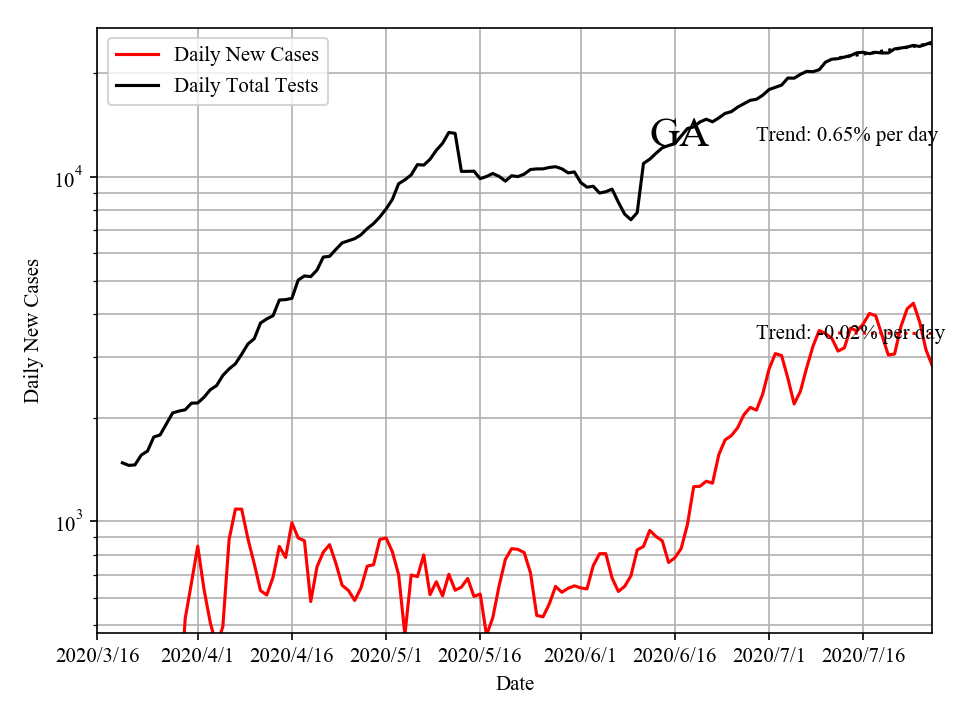 Daily New Cases
Daily Total Tests
GA
Trend: 0.65% per day
10^4
Trend: -0.02% per day
10^3
Daily New Cases
2020/3/16 2020/4/1 2020/4/16 2020/5/1 2020/5/16 2020/6/1 2020/6/16 2020/7/1 2020/7/16
Date